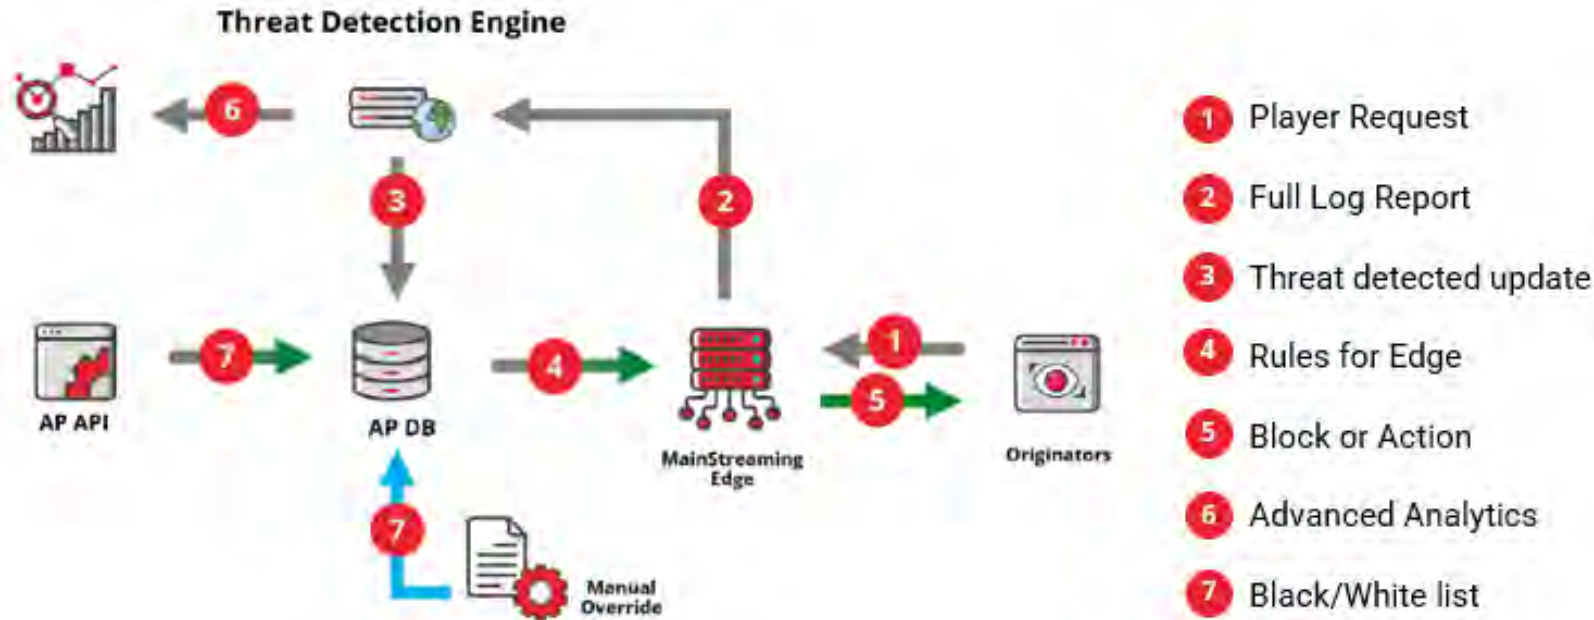 Threat Detection Engine
6
3
2
7
AP API
AP DB
4
MainStreaming
Edge
1
5
Originators
7
Manual
Override
1 Player Request
2 Full Log Report
3 Threat detected update
4 Rules for Edge
5 Block or Action
6 Advanced Analytics
7 Black/White list